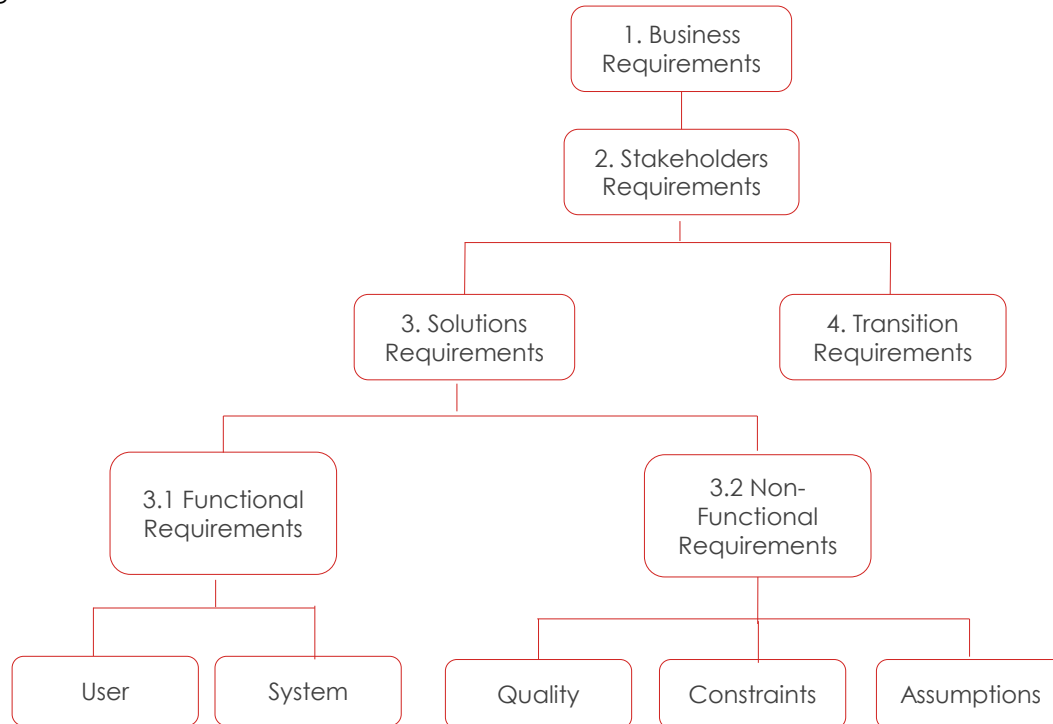 1. Business
Requirements
2. Stakeholders
Requirements
3. Solutions
Requirements
4. Transition
Requirements
3.1 Functional
Requirements
3.2 Non-
Functional
Requirements
User
System
Quality
Constraints
Assumptions